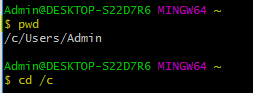 Admin@DESKTOP-S22D7R6 MINGW64 ~
$ pwd
/c/Users/Admin
Admin@DESKTOP-S22D7R6 MINGW64 ~
$ cd /c